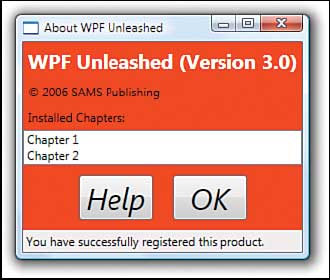 About WPF Unleashed
WPF Unleashed (Version 3.0)
© 2006 SAMS Publishing
Installed Chapters:
Chapter 1
Chapter 2
Help OK
You have successfully registered this product.